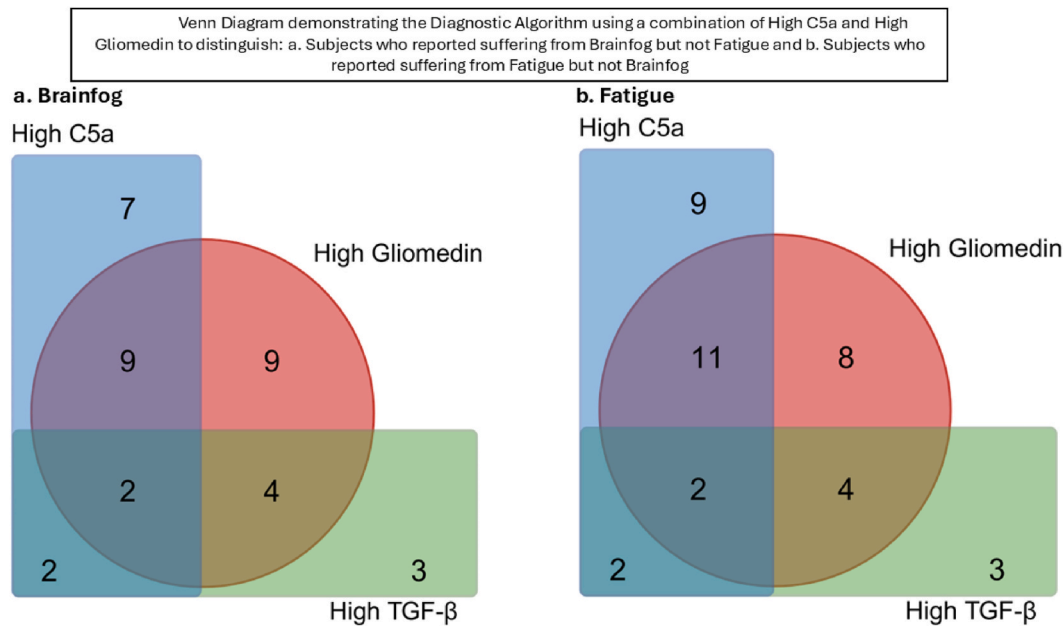 Venn Diagram demonstrating the Diagnostic Algorithm using a combination of High C5a and High
Gliomedin to distinguish: a. Subjects who reported suffering from Brainfog but not Fatigue and b. Subjects who
reported suffering from Fatigue but not Brainfog
a. Brainfog
High C5a
7
High Gliomedin
9
9
2
4
2
3
High TGF-β
b. Fatigue
High C5a
9
High Gliomedin
11
8
2
4
2
3
High TGF-β